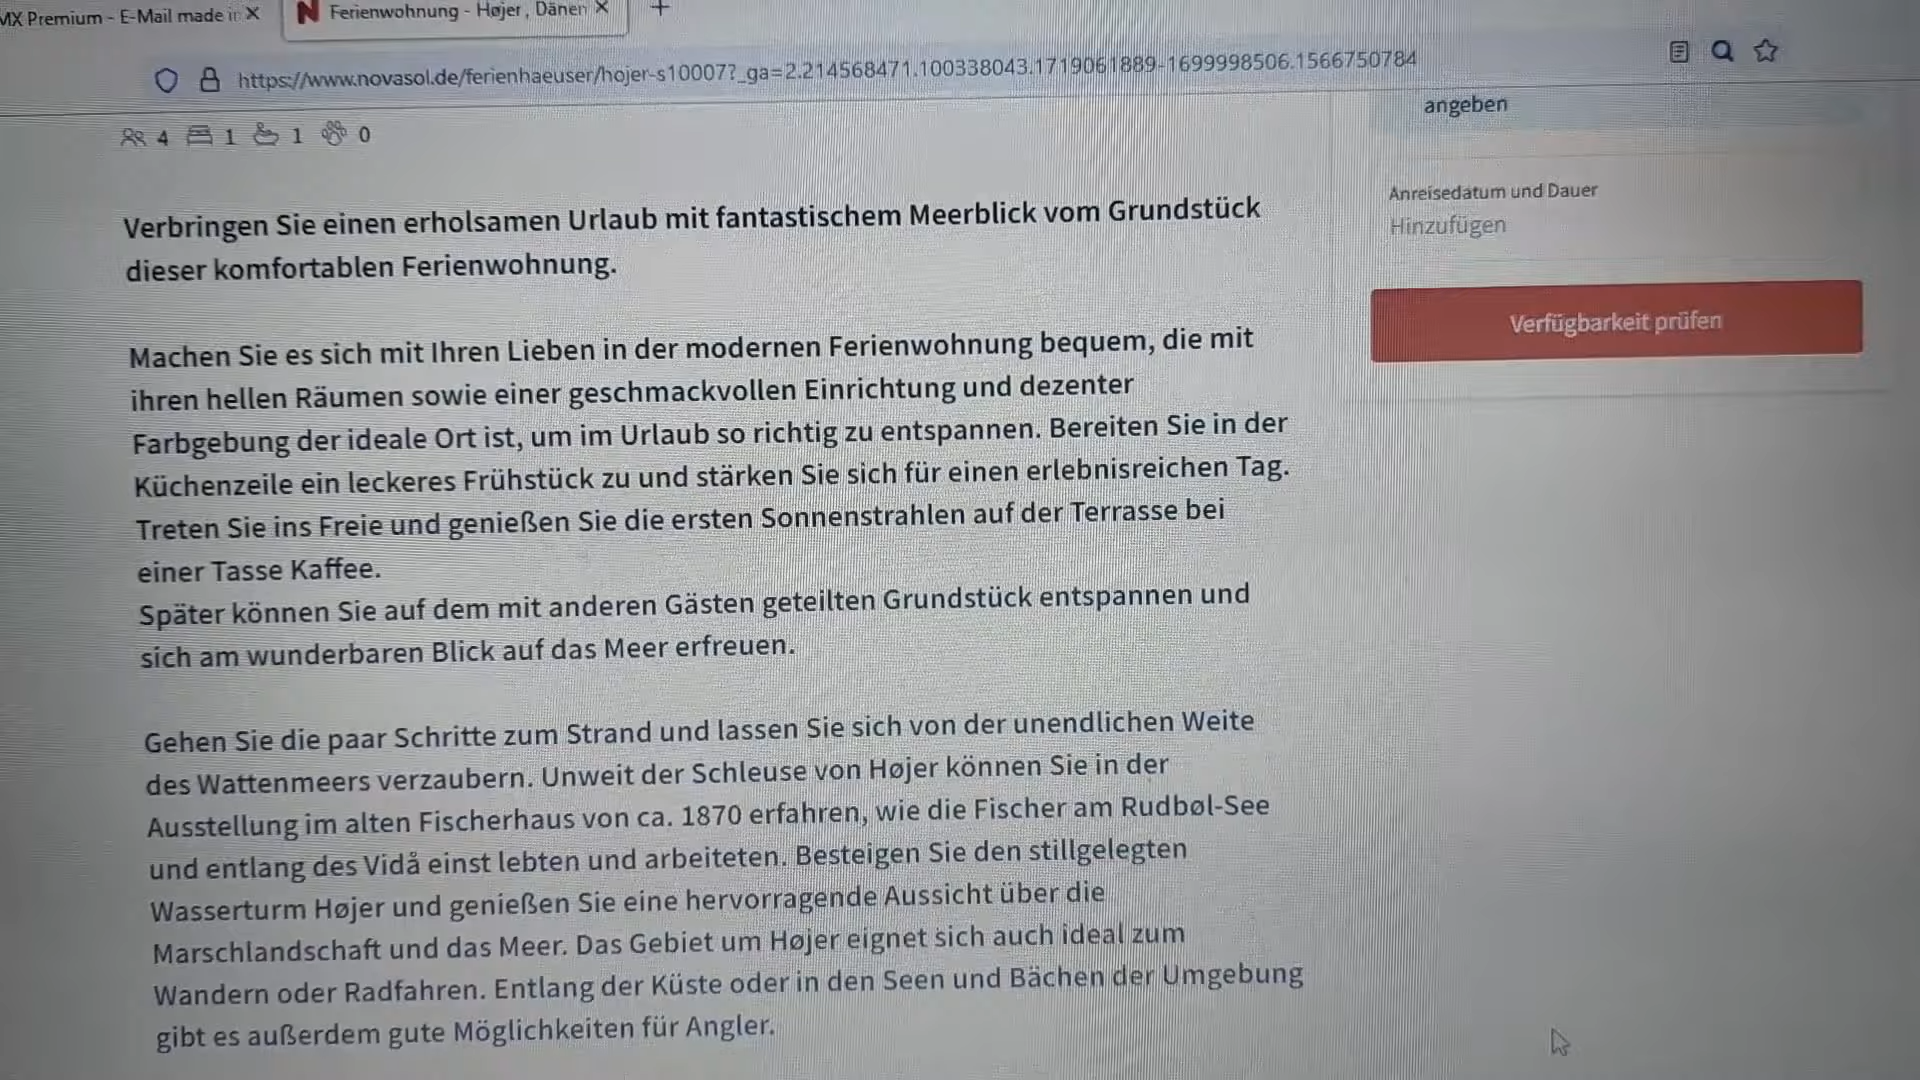 MX Premium - E-Mail made in
Ferienwohnung - Højer, Dänen
https://www.novasol.de/ferienhaeuser/hojer-s10007?_ga=2.214568471.100338043.1719061889-1699998506.1566750784
4 1 1 0
angeben
Anreisedatum und Dauer
Hinzufügen
Verfügbarkeit prüfen
Verbringen Sie einen erholsamen Urlaub mit fantastischem Meerblick vom Grundstück
dieser komfortablen Ferienwohnung.
Machen Sie es sich mit Ihren Lieben in der modernen Ferienwohnung bequem, die mit
ihren hellen Räumen sowie einer geschmackvollen Einrichtung und dezenter
Farbgebung der ideale Ort ist, um im Urlaub so richtig zu entspannen. Bereiten Sie in der
Küchenzeile ein leckeres Frühstück zu und stärken Sie sich für einen erlebnisreichen Tag.
Treten Sie ins Freie und genießen Sie die ersten Sonnenstrahlen auf der Terrasse bei
einer Tasse Kaffee.
Später können Sie auf dem mit anderen Gästen geteilten Grundstück entspannen und
sich am wunderbaren Blick auf das Meer erfreuen.
Gehen Sie die paar Schritte zum Strand und lassen Sie sich von der unendlichen Weite
des Wattenmeers verzaubern. Unweit der Schleuse von Højer können Sie in der
Ausstellung im alten Fischerhaus von ca. 1870 erfahren, wie die Fischer am Rudbøl-See
und entlang des Vidå einst lebten und arbeiteten. Besteigen Sie den stillgelegten
Wasserturm Højer und genießen Sie eine hervorragende Aussicht über die
Marschlandschaft und das Meer. Das Gebiet um Højer eignet sich auch ideal zum
Wandern oder Radfahren. Entlang der Küste oder in den Seen und Bächen der Umgebung
gibt es außerdem gute Möglichkeiten für Angler.